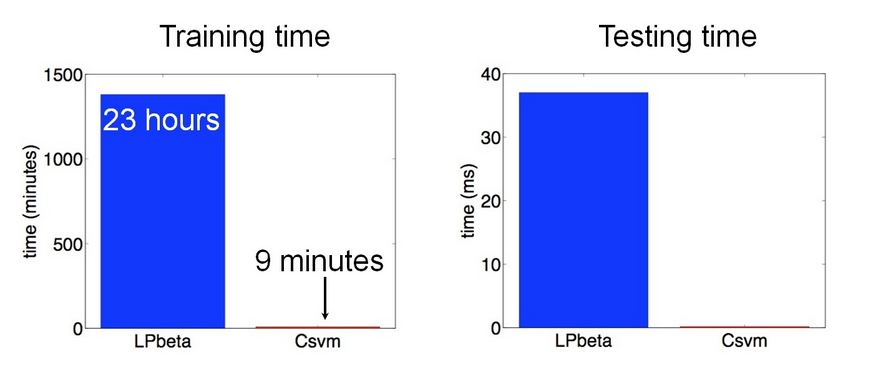 Training time
1500
1000
500
0
time (minutes)
23 hours
9 minutes
LPbeta
Csvm
Testing time
40
30
20
10
0
time (ms)
LPbeta
Csvm